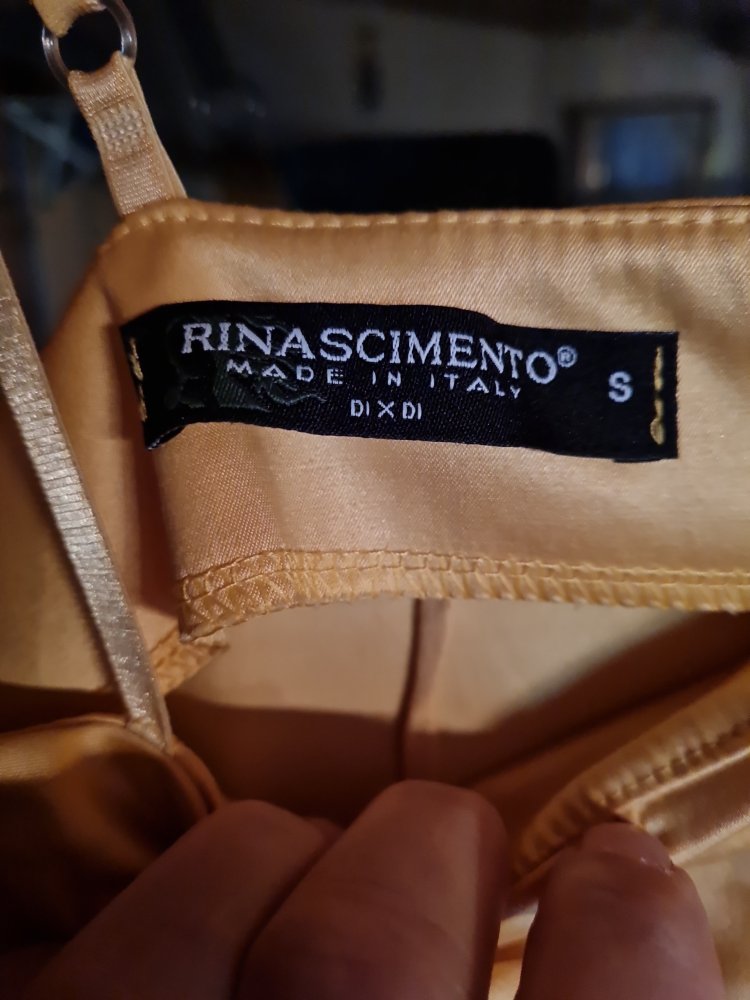 RINASCIMENTO®
MADE IN ITALY
DI X DI
S